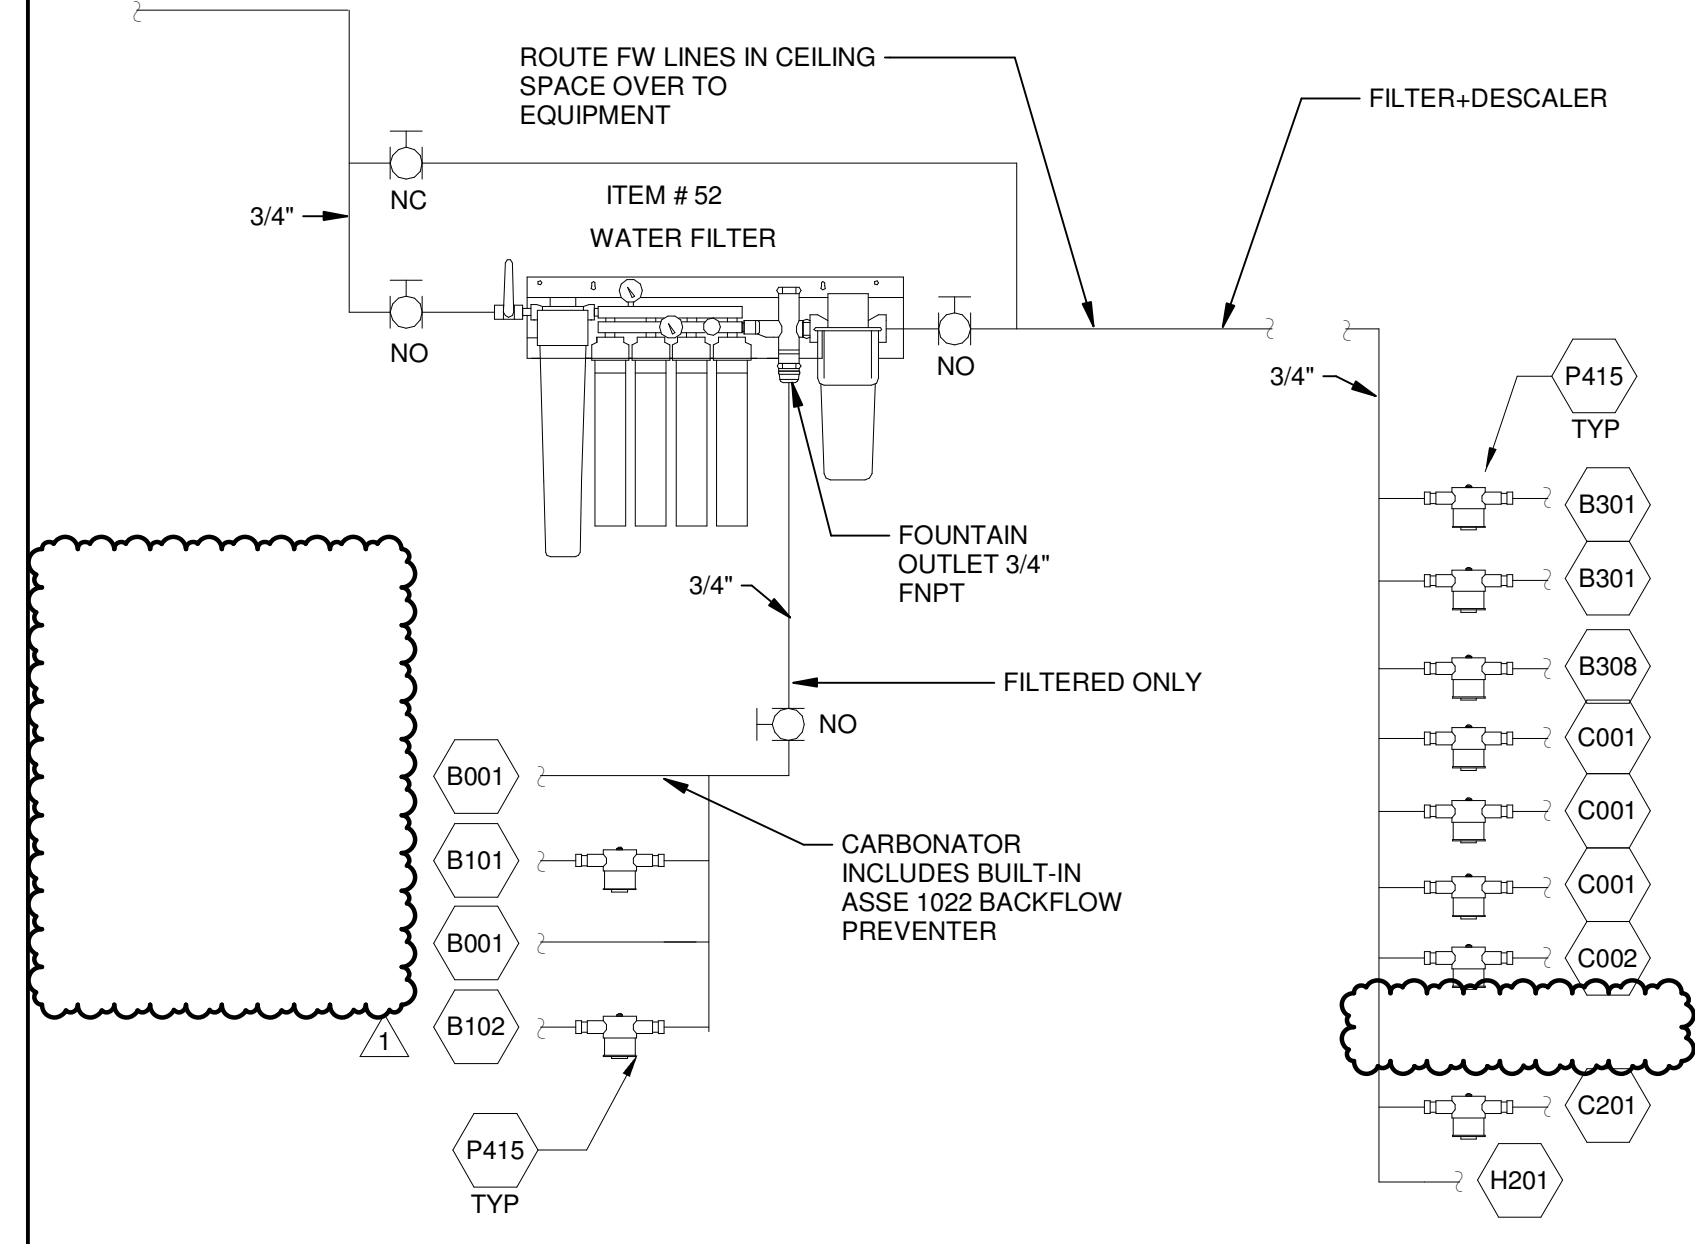 ROUTE FW LINES IN CEILING
SPACE OVER TO
EQUIPMENT
FILTER+DESCALER
NC
ITEM # 52
3/4"
WATER FILTER
NO
NO
3/4"
P415
TYP
B301
FOUNTAIN
OUTLET 3/4"
FNPT
3/4"
B301
FILTERED ONLY
B308
NO
C001
B001
C001
CARBONATOR
INCLUDES BUILT-IN
ASSE 1022 BACKFLOW
PREVENTER
B101
C001
B001
C002
B102
1
C201
P415
TYP
H201